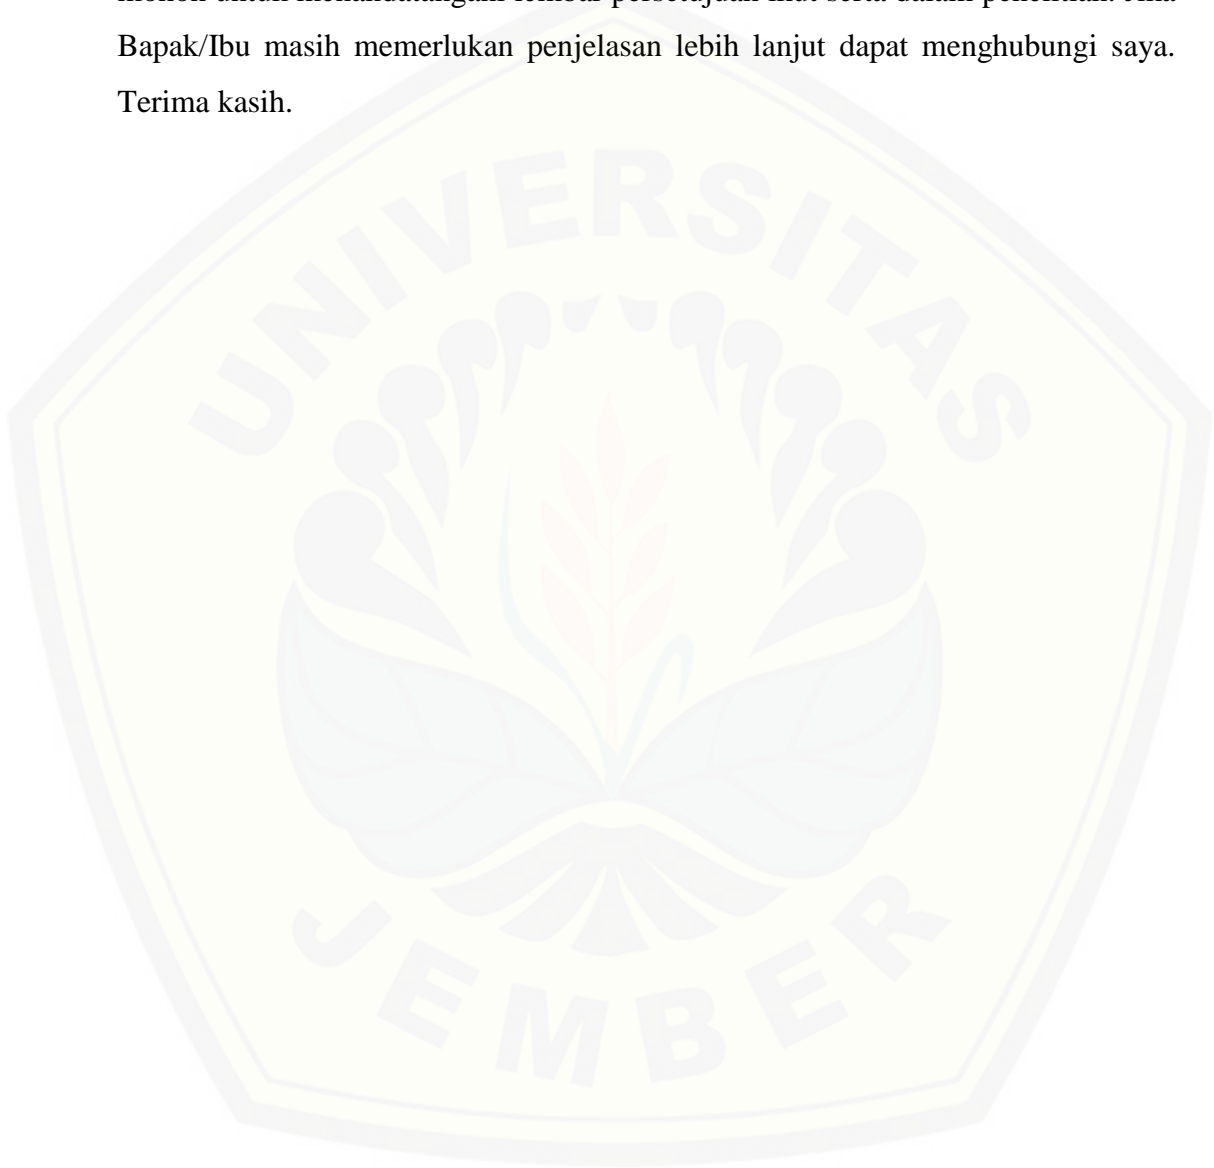 mohon untuk menandatangani lembar persetujuan ikut serta dalam penelitian. Jika
Bapak/Ibu masih memerlukan penjelasan lebih lanjut dapat menghubungi saya.
Terima kasih.
UNIVERSITAS
JEMBER